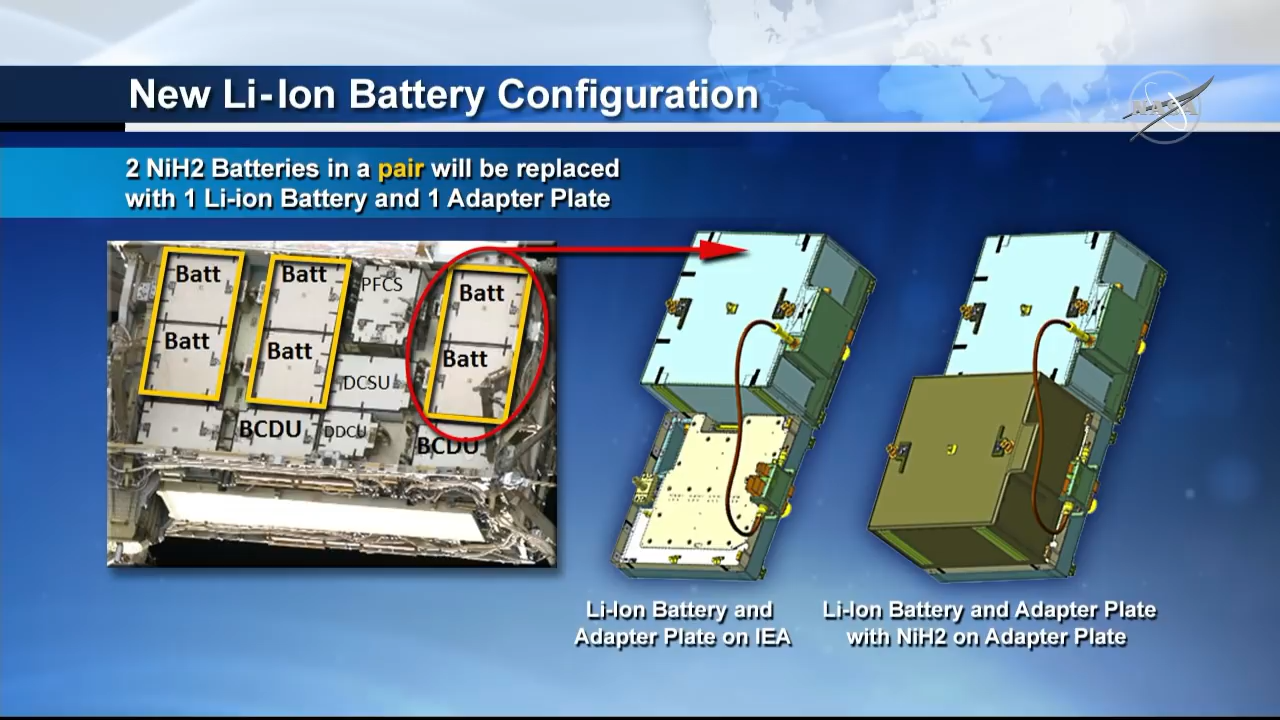 New Li-Ion Battery Configuration
NASA
2 NiH2 Batteries in a pair will be replaced
with 1 Li-ion Battery and 1 Adapter Plate
Batt
Batt
PFCS
Batt
Batt
Batt
DCSU
Batt
BCDU
DDCU
BCDU
Li-Ion Battery and
Adapter Plate on IEA
Li-Ion Battery and Adapter Plate
with NiH2 on Adapter Plate